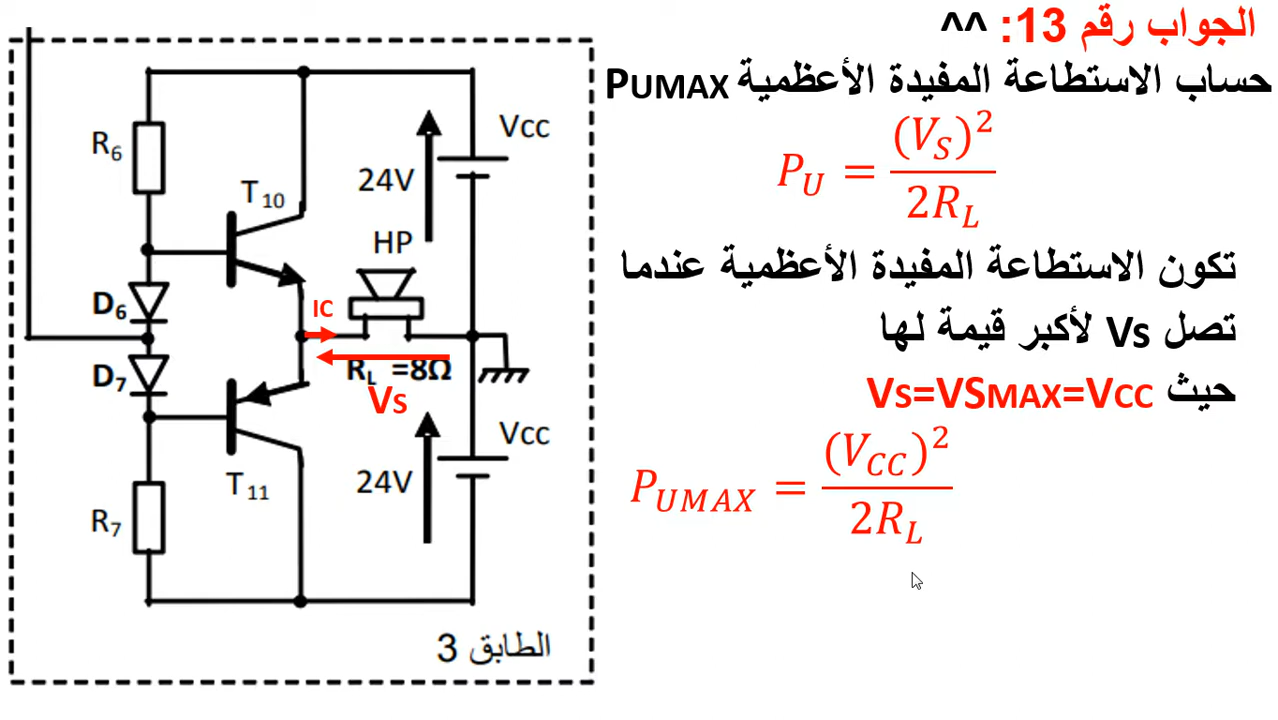 الجواب رقم 13: ^^
حساب الاستطاعة المفيدة الأعظمية PUMAX
P_U = (V_S)^2 / 2R_L
تكون الاستطاعة المفيدة الأعظمية عندما
تصل Vs لأكبر قيمة لها
حيث Vs=VSMAX=VCC
P_UMAX = (V_CC)^2 / 2R_L
Vcc
R6
24V
T10
HP
D6
IC
D7
RL =8Ω
Vs
Vcc
T11
24V
R7
الطابق 3